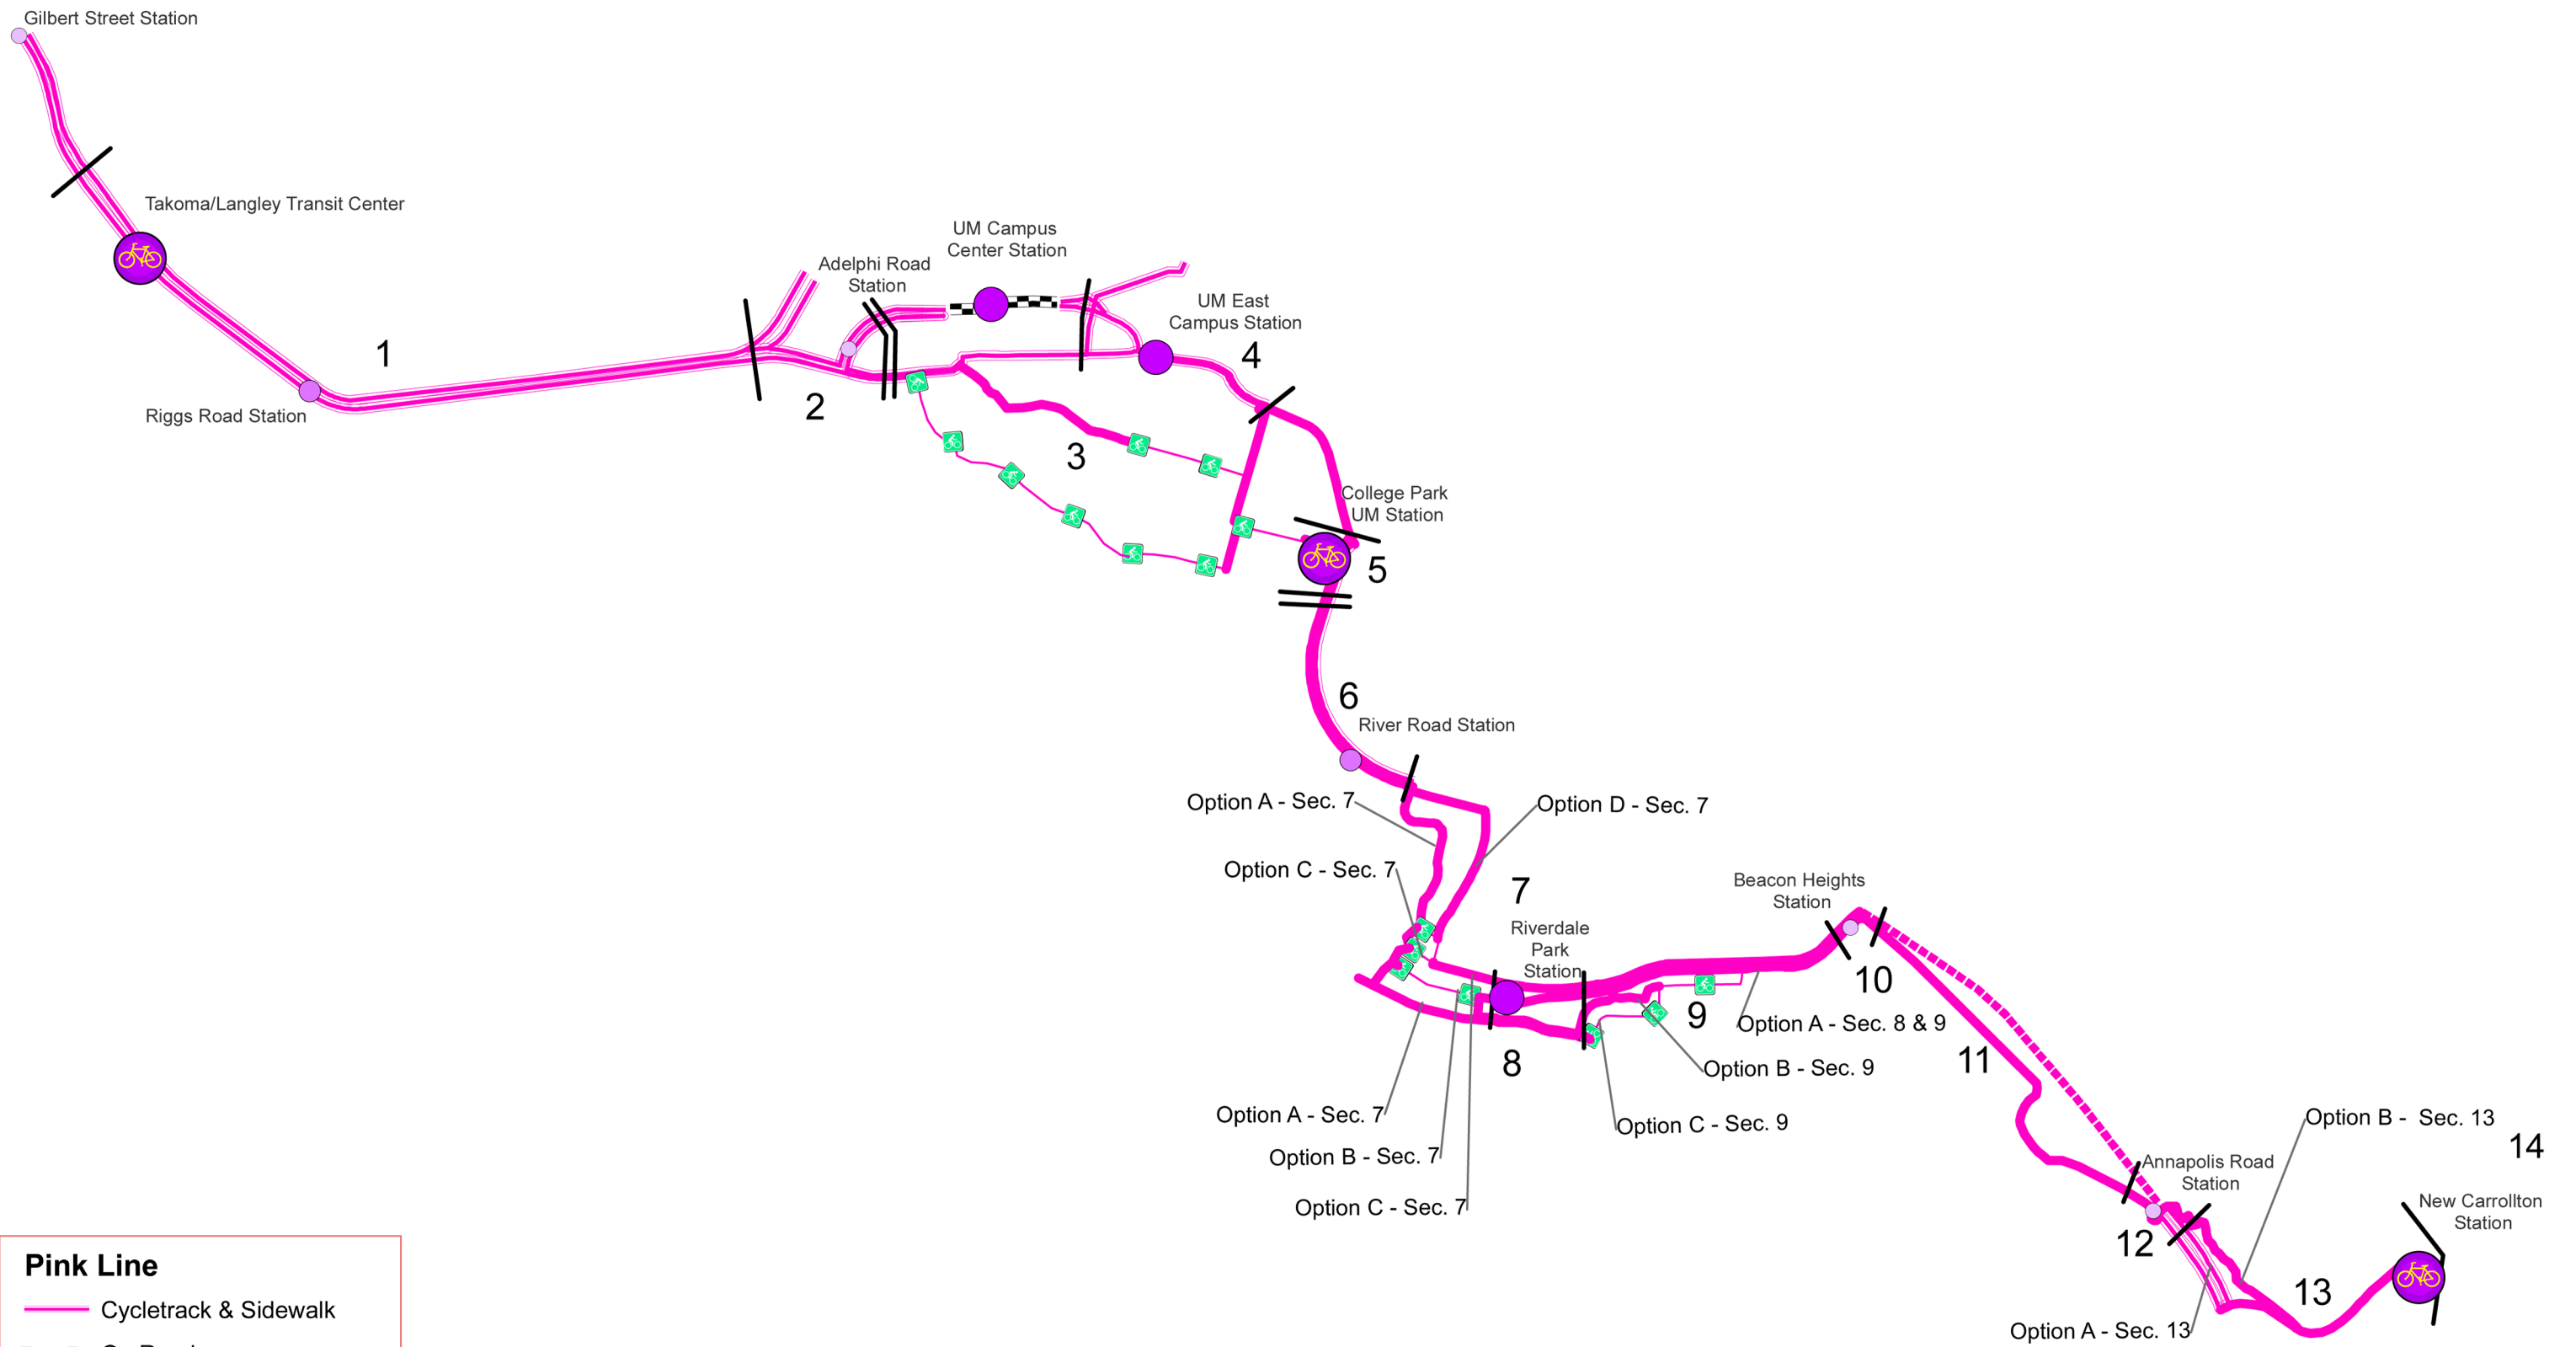 Gilbert Street Station
Takoma/Langley Transit Center
UM Campus
Center Station
Adelphi Road
Station
UM East
Campus Station
1
4
2
Riggs Road Station
3
College Park
UM Station
5
6
River Road Station
Option A - Sec. 7
Option D - Sec. 7
Option C - Sec. 7
7
Beacon Heights
Station
Riverdale
Park
Station
10
9
Option A - Sec. 8 & 9
8
11
Option B - Sec. 9
Option A - Sec. 7
Option C - Sec. 9
Option B - Sec. 13
14
Option B - Sec. 7
Annapolis Road
Station
Option C - Sec. 7
New Carrollton
Station
12
13
Option A - Sec. 13
Pink Line
Cycletrack & Sidewalk